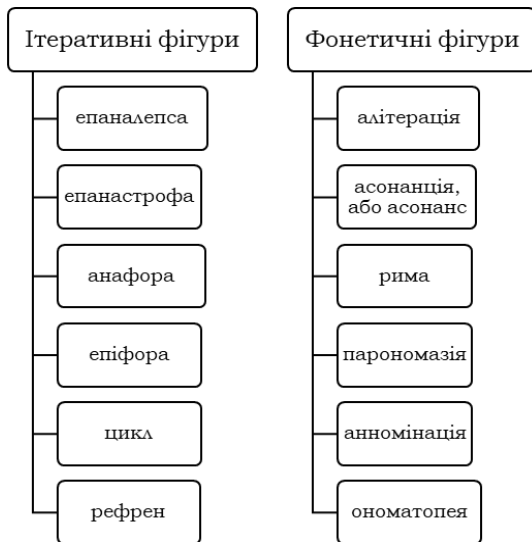 Ітеративні фігури
епаналепса
епанастрофа
анафора
епіфора
цикл
рефрен
Фонетичні фігури
алітерація
асонанція,
або асонанс
рима
парономазія
анномінація
ономатопея